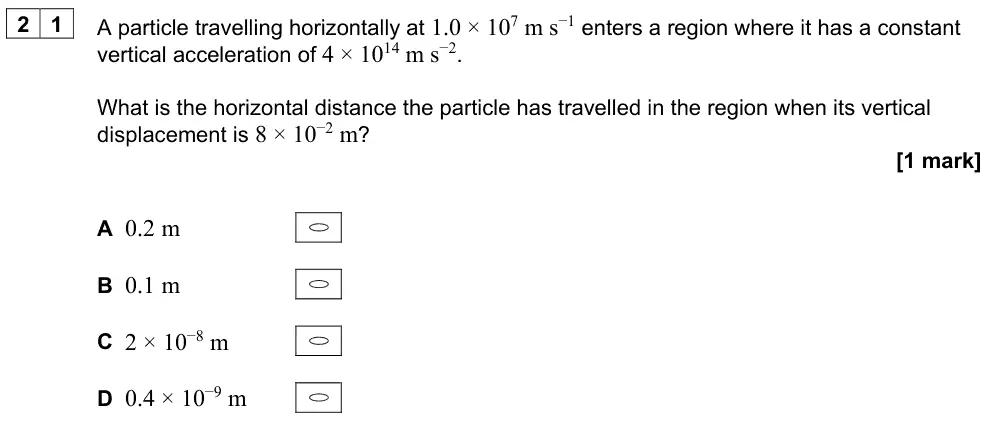 2 1 A particle travelling horizontally at 1.0 × 10⁷ m s⁻¹ enters a region where it has a constant
vertical acceleration of 4 × 10¹⁴ m s⁻².
What is the horizontal distance the particle has travelled in the region when its vertical
displacement is 8 × 10⁻² m?
[1 mark]
A 0.2 m
B 0.1 m
C 2 × 10⁻⁸ m
D 0.4 × 10⁻⁹ m